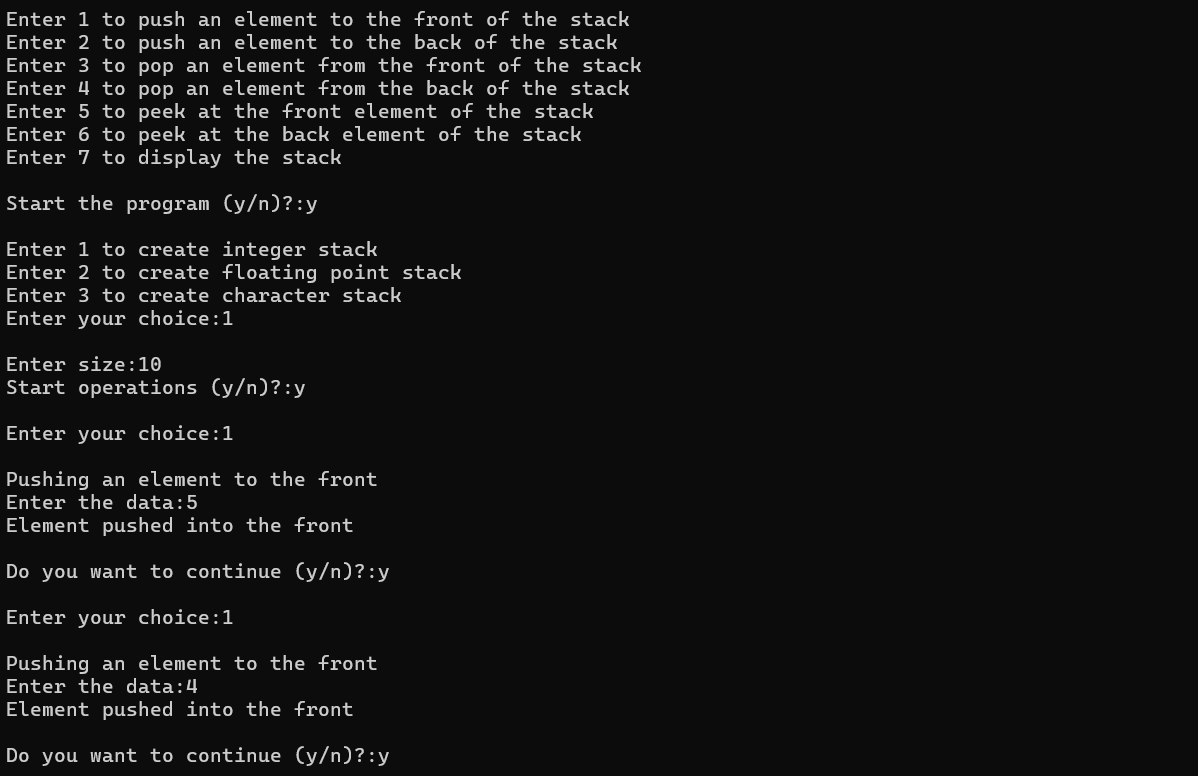 Enter 1 to push an element to the front of the stack
Enter 2 to push an element to the back of the stack
Enter 3 to pop an element from the front of the stack
Enter 4 to pop an element from the back of the stack
Enter 5 to peek at the front element of the stack
Enter 6 to peek at the back element of the stack
Enter 7 to display the stack
Start the program (y/n)?:y
Enter 1 to create integer stack
Enter 2 to create floating point stack
Enter 3 to create character stack
Enter your choice:1
Enter size:10
Start operations (y/n)?:y
Enter your choice:1
Pushing an element to the front
Enter the data:5
Element pushed into the front
Do you want to continue (y/n)?:y
Enter your choice:1
Pushing an element to the front
Enter the data:4
Element pushed into the front
Do you want to continue (y/n)?:y